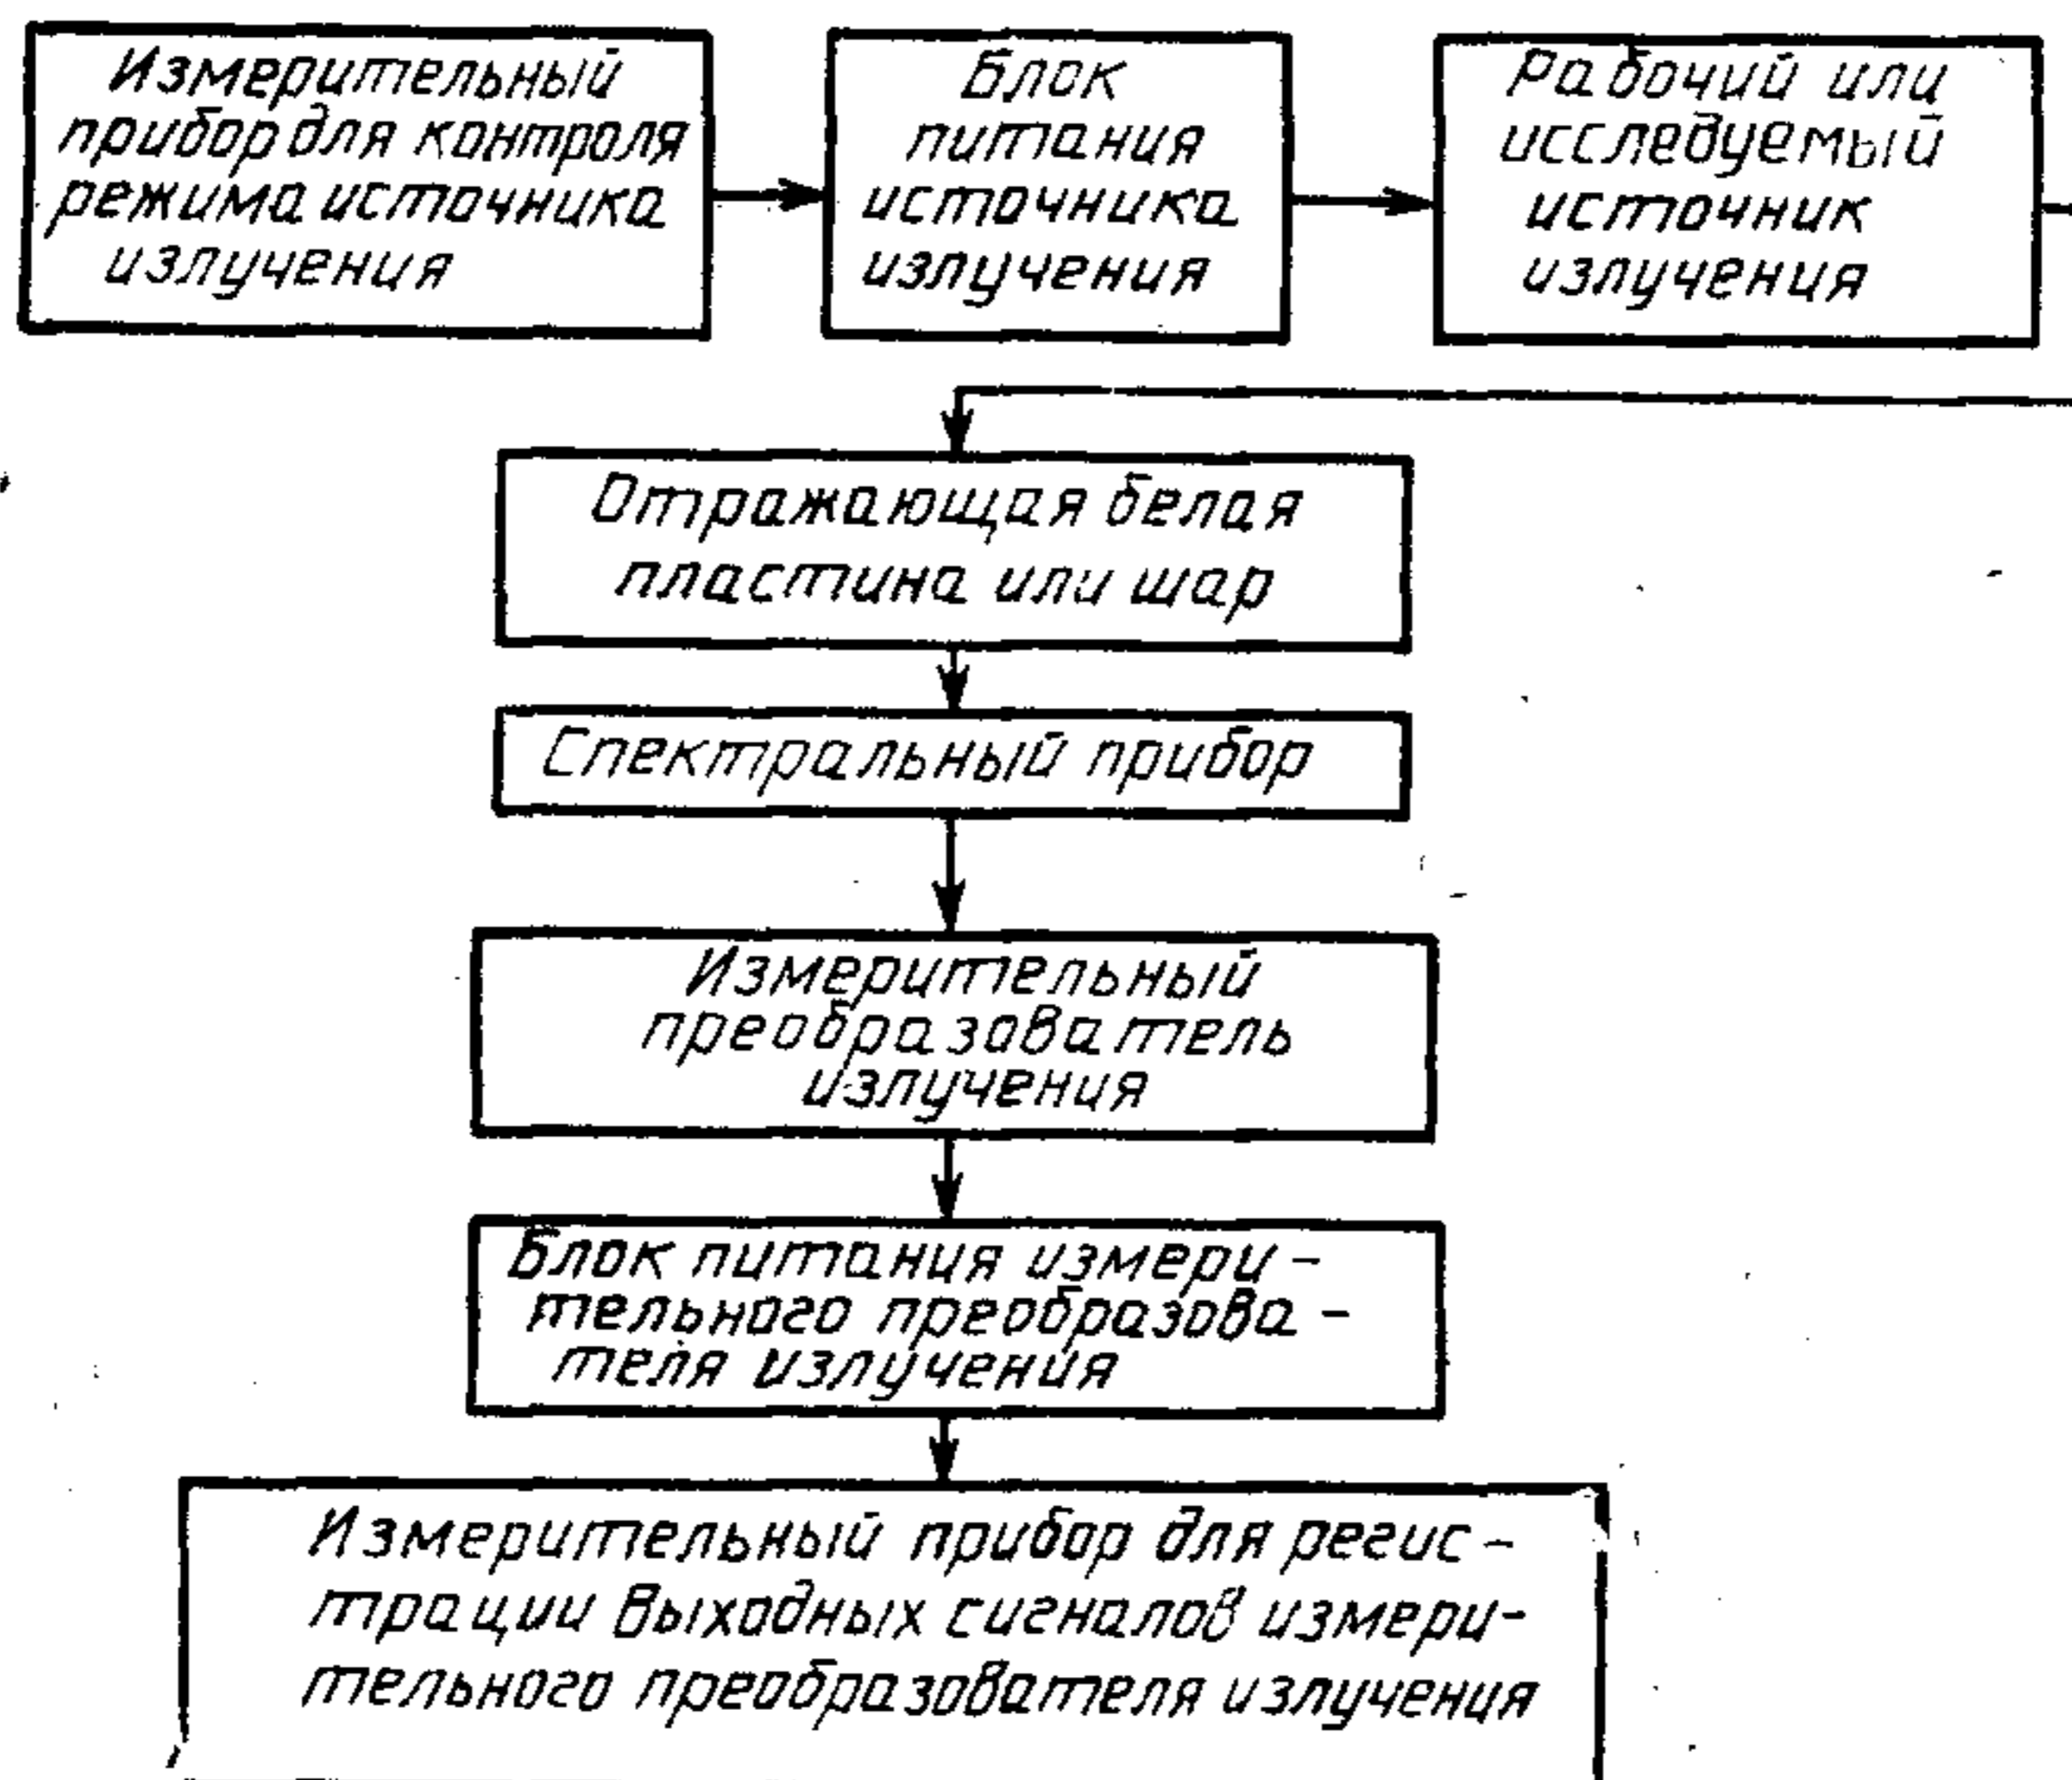 Измерительный
прибор для контроля
режима источника
излучения
Блок
питания
источника
излучения
Рабочий или
исследуемый
источник
излучения
Отражающая белая
пластина или шар
Спектральный прибор
Измерительный
преобразователь
излучения
Блок питания измери-
тельного преобразова-
теля излучения
Измерительный прибор для регис-
трации выходных сигналов измери-
тельного преобразователя излучения